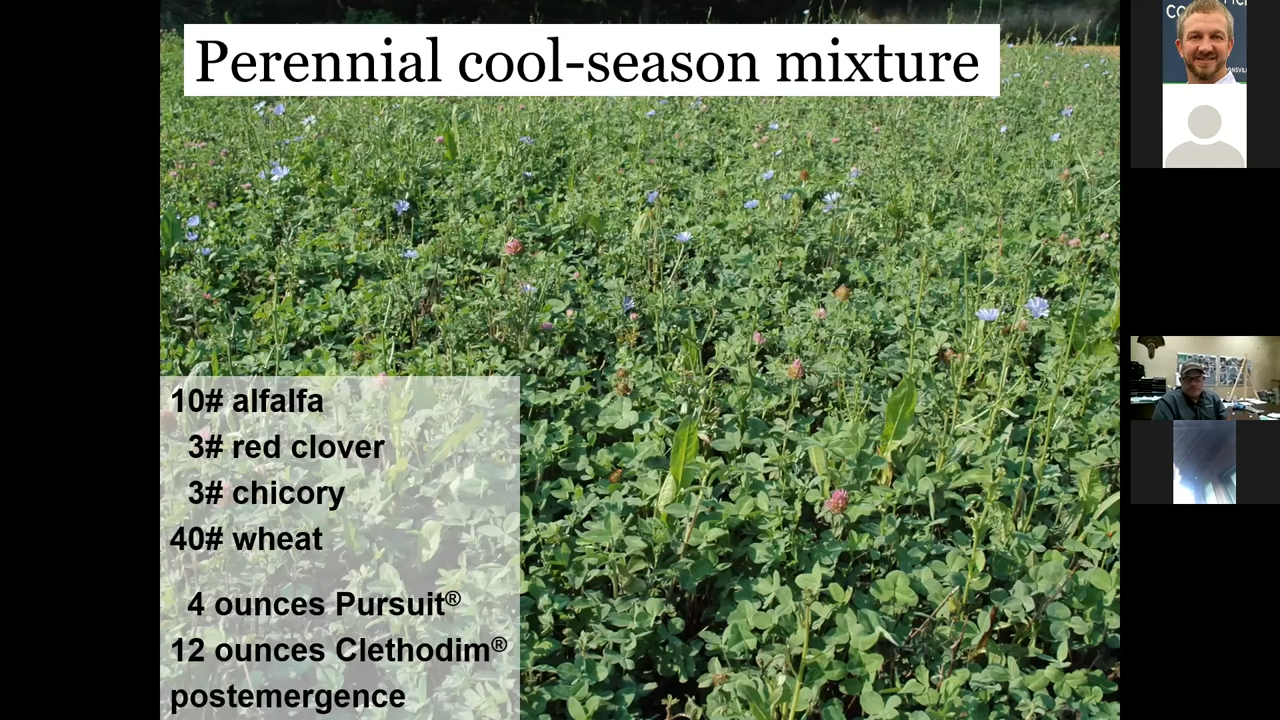 Perennial cool-season mixture
10# alfalfa
3# red clover
3# chicory
40# wheat
4 ounces Pursuit®
12 ounces Clethodim®
postemergence